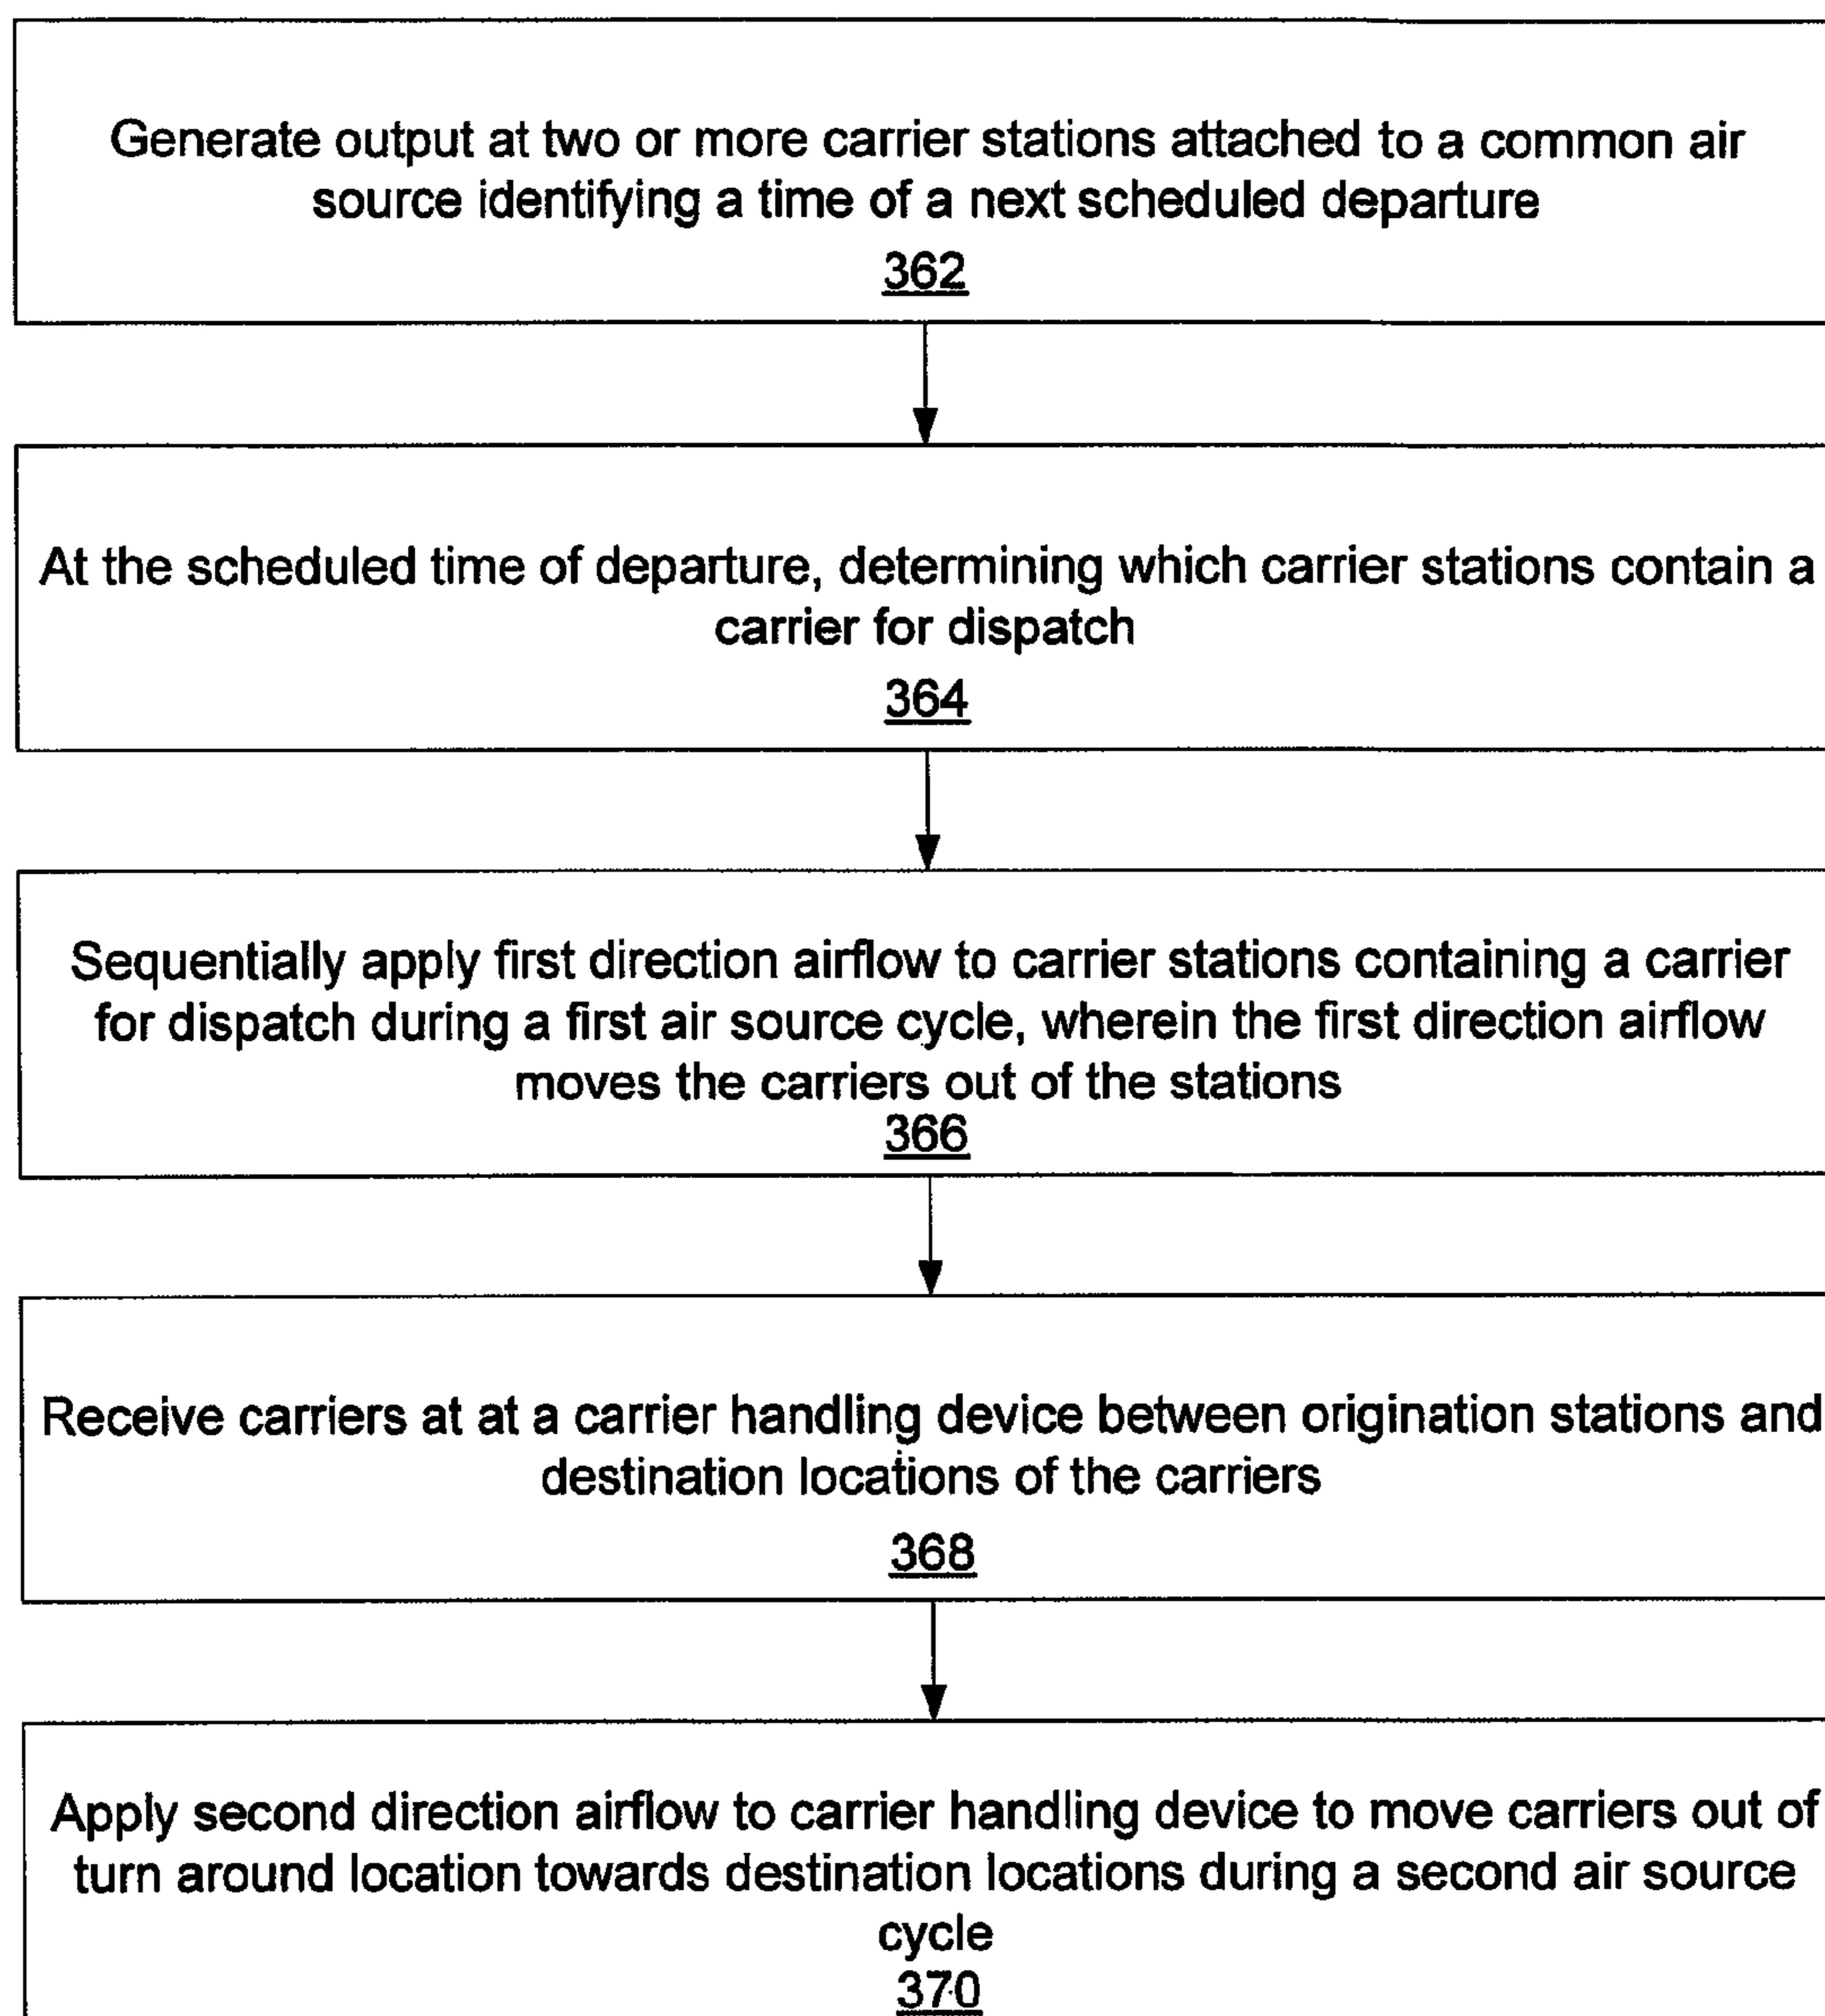 Generate output at two or more carrier stations attached to a common air
source identifying a time of a next scheduled departure
362
At the scheduled time of departure, determining which carrier stations contain a
carrier for dispatch
364
Sequentially apply first direction airflow to carrier stations containing a carrier
for dispatch during a first air source cycle, wherein the first direction airflow
moves the carriers out of the stations
366
Receive carriers at at a carrier handling device between origination stations and
destination locations of the carriers
368
Apply second direction airflow to carrier handling device to move carriers out of
turn around location towards destination locations during a second air source
cycle
370